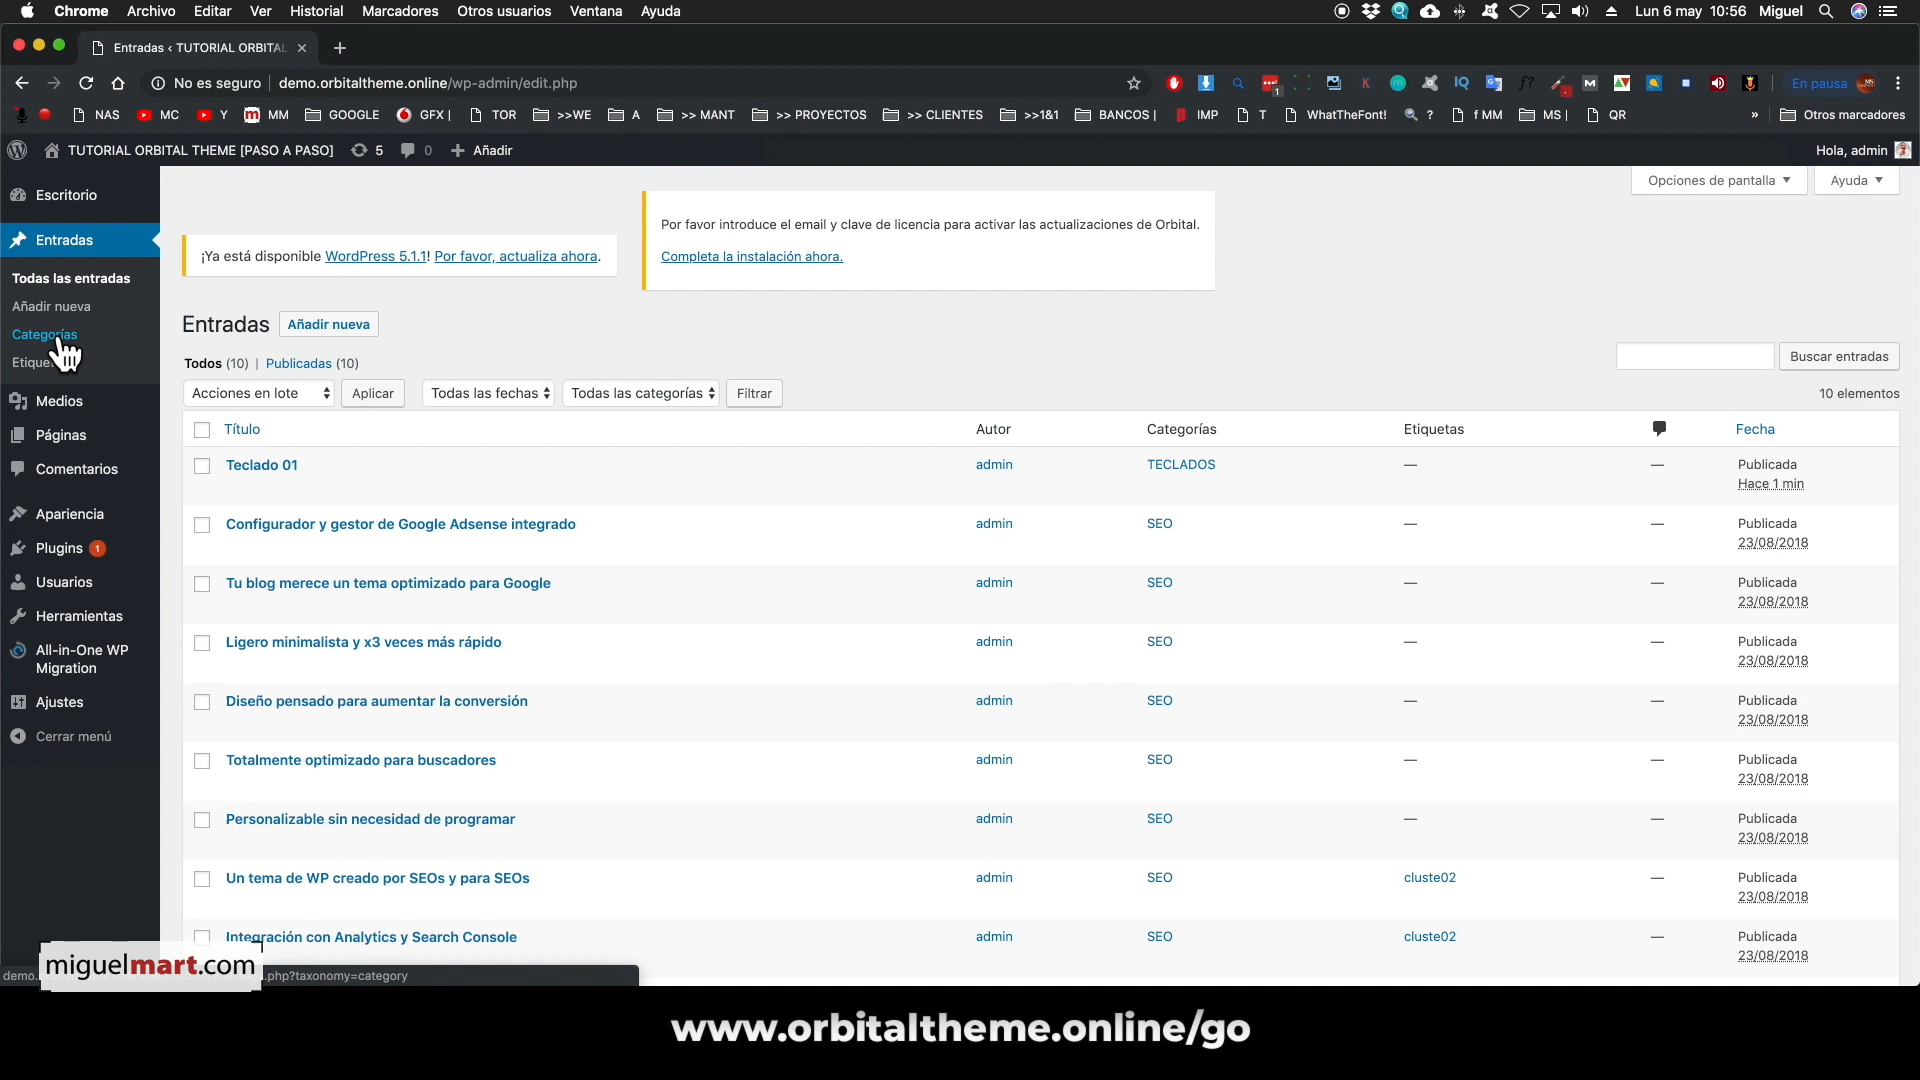 Chrome Archivo Editar Ver Historial Marcadores Otros usuarios Ventana Ayuda Lun 6 may 10:56 Miguel
Entradas < TUTORIAL ORBITAL
No es seguro demo.orbitaltheme.online/wp-admin/edit.php En pausa
NAS MC Y MM GOOGLE GFX | TOR >>WE A >> MANT >> PROYECTOS >> CLIENTES >>1&1 BANCOS | IMP T WhatTheFont! ? f MM MS | QR » Otros marcadores
TUTORIAL ORBITAL THEME [PASO A PASO] 5 0 Añadir Hola, admin
Opciones de pantalla Ayuda
Escritorio
Entradas
Todas las entradas
Añadir nueva
Categorías
Medios
Páginas
Comentarios
Apariencia
Plugins 1
Usuarios
Herramientas
All-in-One WP
Migration
Ajustes
Cerrar menú
¡Ya está disponible WordPress 5.1.1! Por favor, actualiza ahora.
Por favor introduce el email y clave de licencia para activar las actualizaciones de Orbital.
Completa la instalación ahora.
Entradas Añadir nueva
Todos (10) | Publicadas (10)
Buscar entradas
Acciones en lote Aplicar Todas las fechas Todas las categorías Filtrar 10 elementos
Título Autor Categorías Etiquetas Fecha
Teclado 01 admin TECLADOS — — Publicada
Hace 1 min
Configurador y gestor de Google Adsense integrado admin SEO — — Publicada
23/08/2018
Tu blog merece un tema optimizado para Google admin SEO — — Publicada
23/08/2018
Ligero minimalista y x3 veces más rápido admin SEO — — Publicada
23/08/2018
Diseño pensado para aumentar la conversión admin SEO — — Publicada
23/08/2018
Totalmente optimizado para buscadores admin SEO — — Publicada
23/08/2018
Personalizable sin necesidad de programar admin SEO — — Publicada
23/08/2018
Un tema de WP creado por SEOs y para SEOs admin SEO cluste02 — Publicada
23/08/2018
Integración con Analytics y Search Console admin SEO cluste02 — Publicada
23/08/2018
miguelmart.com
.php?taxonomy=category
www.orbitaltheme.online/go